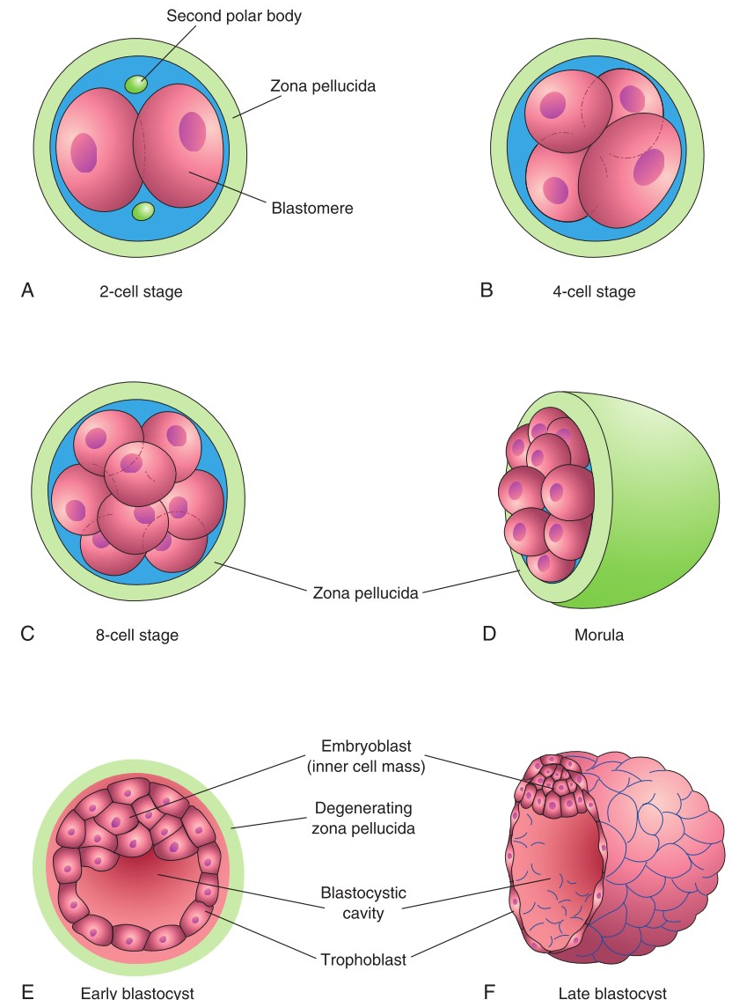 Second polar body
Zona pellucida
Blastomere
A 2-cell stage
B 4-cell stage
Zona pellucida
C 8-cell stage
D Morula
Embryoblast
(inner cell mass)
Degenerating
zona pellucida
Blastocystic
cavity
Trophoblast
E Early blastocyst
F Late blastocyst